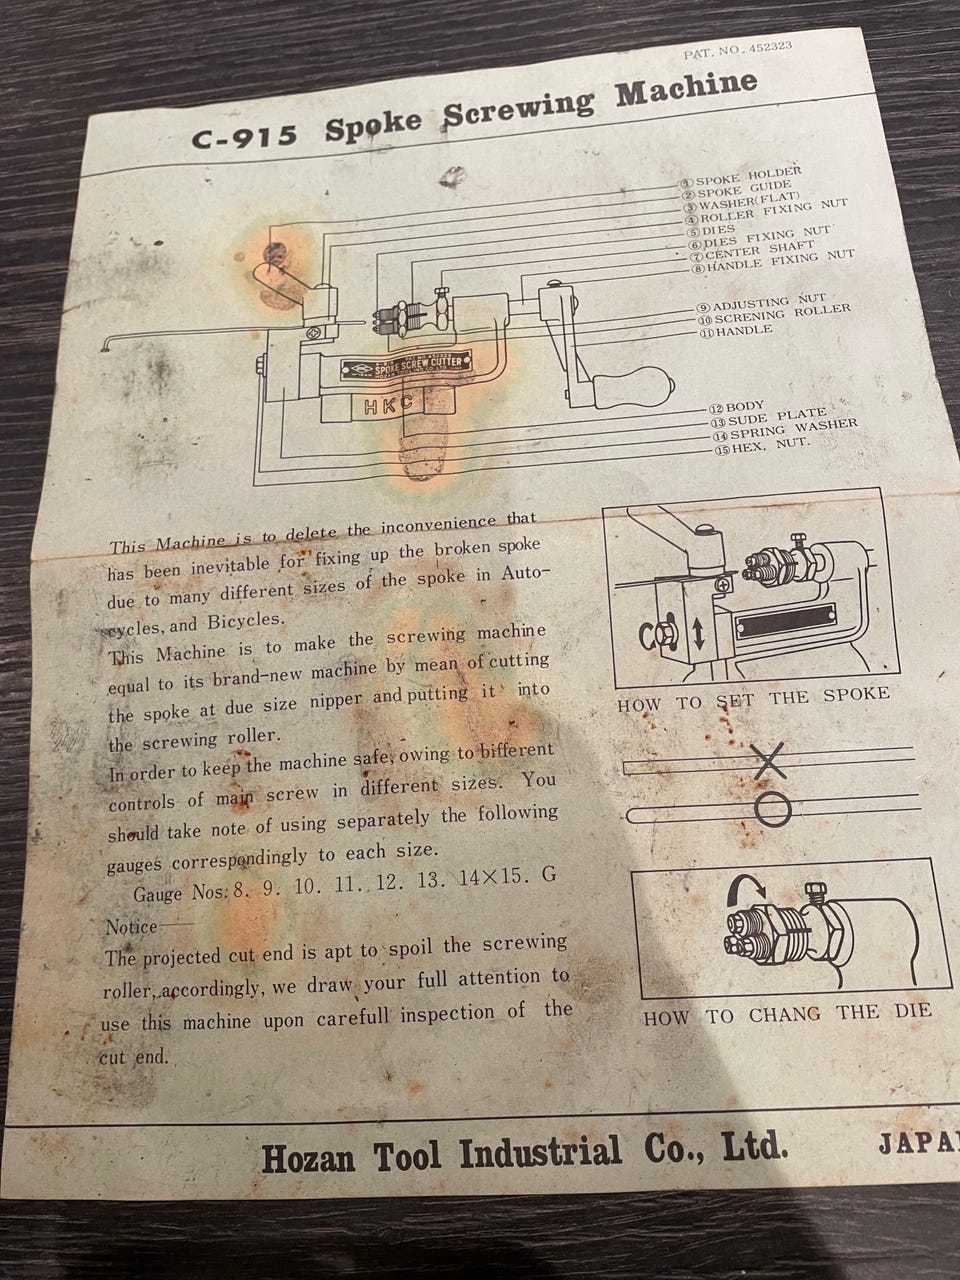 PAT. NO. 452323
C-915 Spoke Screwing Machine
①SPOKE HOLDER
②SPOKE GUIDE
③WASHER(FLAT)
④ROLLER FIXING NUT
⑤DIES
⑥DIES FIXING NUT
⑦CENTER SHAFT
⑧HANDLE FIXING NUT
⑨ADJUSTING NUT
⑩SCRENING ROLLER
⑪HANDLE
PAT NO 452323
SPOKE SCREW CUTTER
HKC
⑫BODY
⑬SUDE PLATE
⑭SPRING WASHER
⑮HEX, NUT.
This Machine is to delete the inconvenience that
has been inevitable for fixing up the broken spoke
due to many different sizes of the spoke in Auto-
cycles, and Bicycles.
This Machine is to make the screwing machine
equal to its brand-new machine by mean of cutting
the spoke at due size nipper and putting it into
the screwing roller.
In order to keep the machine safe, owing to bifferent
controls of main screw in different sizes. You
should take note of using separately the following
gauges correspondingly to each size.
Gauge Nos: 8. 9. 10. 11. 12. 13. 14×15. G
Notice—
The projected cut end is apt to spoil the screwing
roller, accordingly, we draw your full attention to
use this machine upon carefull inspection of the
cut end.
HOW TO SET THE SPOKE
HOW TO CHANG THE DIE
Hozan Tool Industrial Co., Ltd. JAPA